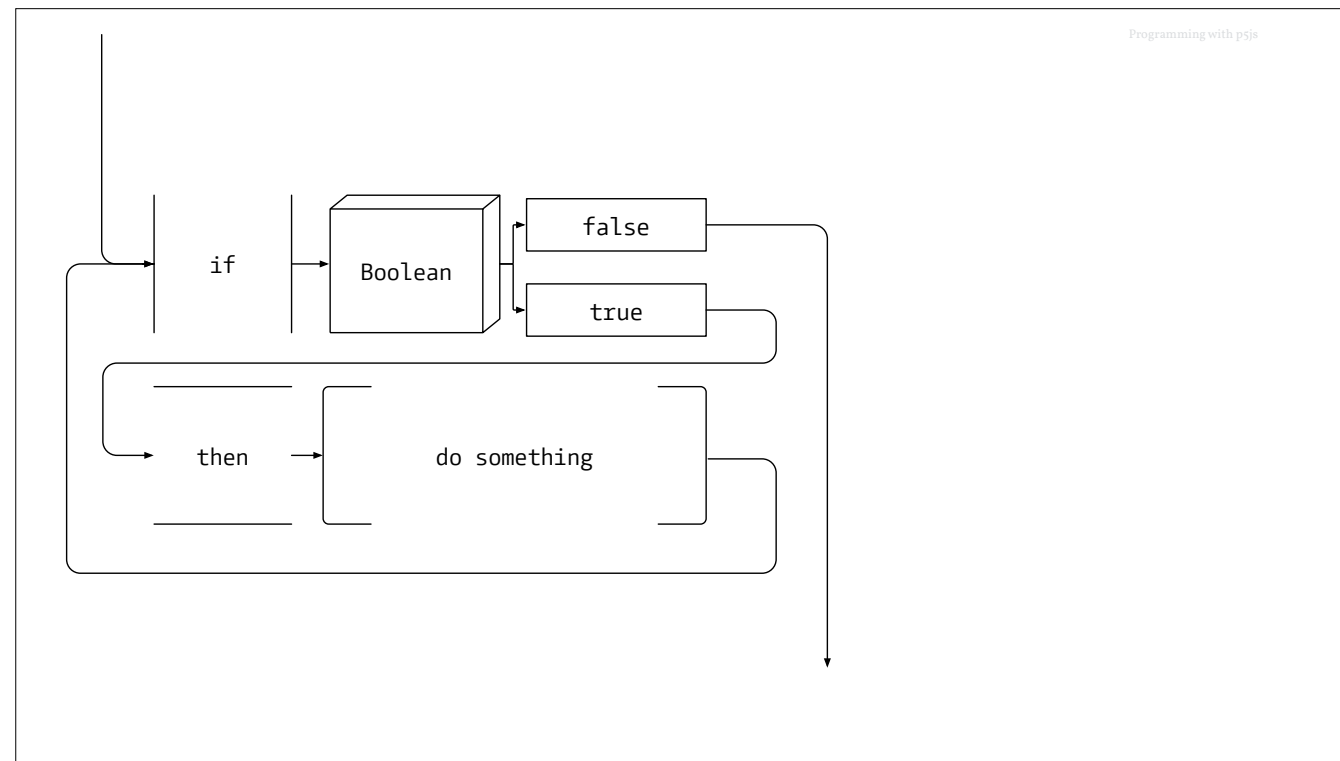 Programming with p5js
if
Boolean
false
true
then
do something